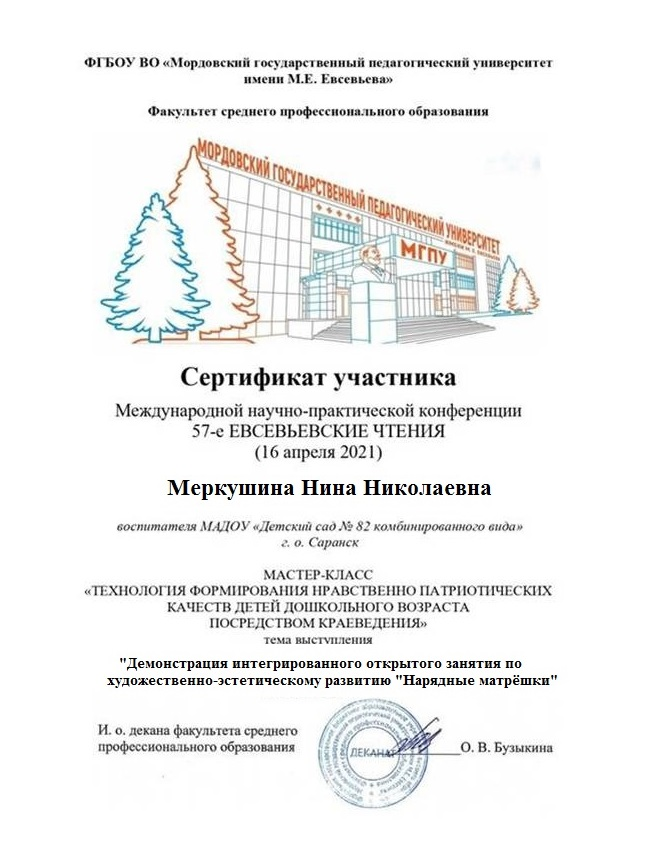 ФГБОУ ВО «Мордовский государственный педагогический университет
имени М.Е. Евсевьева»
Факультет среднего профессионального образования
МОРДОВСКИЙ ГОСУДАРСТВЕННЫЙ ПЕДАГОГИЧЕСКИЙ УНИВЕРСИТЕТ
ИМЕНИ М. Е. ЕВСЕВЬЕВА
МГПУ
Сертификат участника
Международной научно-практической конференции
57-е ЕВСЕВЬЕВСКИЕ ЧТЕНИЯ
(16 апреля 2021)
Меркушина Нина Николаевна
воспитателя МАДОУ «Детский сад № 82 комбинированного вида»
г. о. Саранск
МАСТЕР-КЛАСС
«ТЕХНОЛОГИЯ ФОРМИРОВАНИЯ НРАВСТВЕННО ПАТРИОТИЧЕСКИХ
КАЧЕСТВ ДЕТЕЙ ДОШКОЛЬНОГО ВОЗРАСТА
ПОСРЕДСТВОМ КРАЕВЕДЕНИЯ»
тема выступления
"Демонстрация интегрированного открытого занятия по
художественно-эстетическому развитию "Нарядные матрёшки"
И. о. декана факультета среднего
профессионального образования
ДЕКАНАТ
О. В. Бузыкина